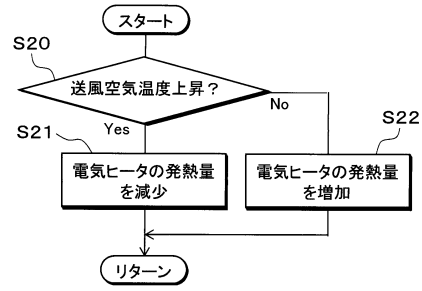 スタート
S20
送風空気温度上昇?
No
Yes
S21
S22
電気ヒータの発熱量
を減少
電気ヒータの発熱量
を増加
リターン